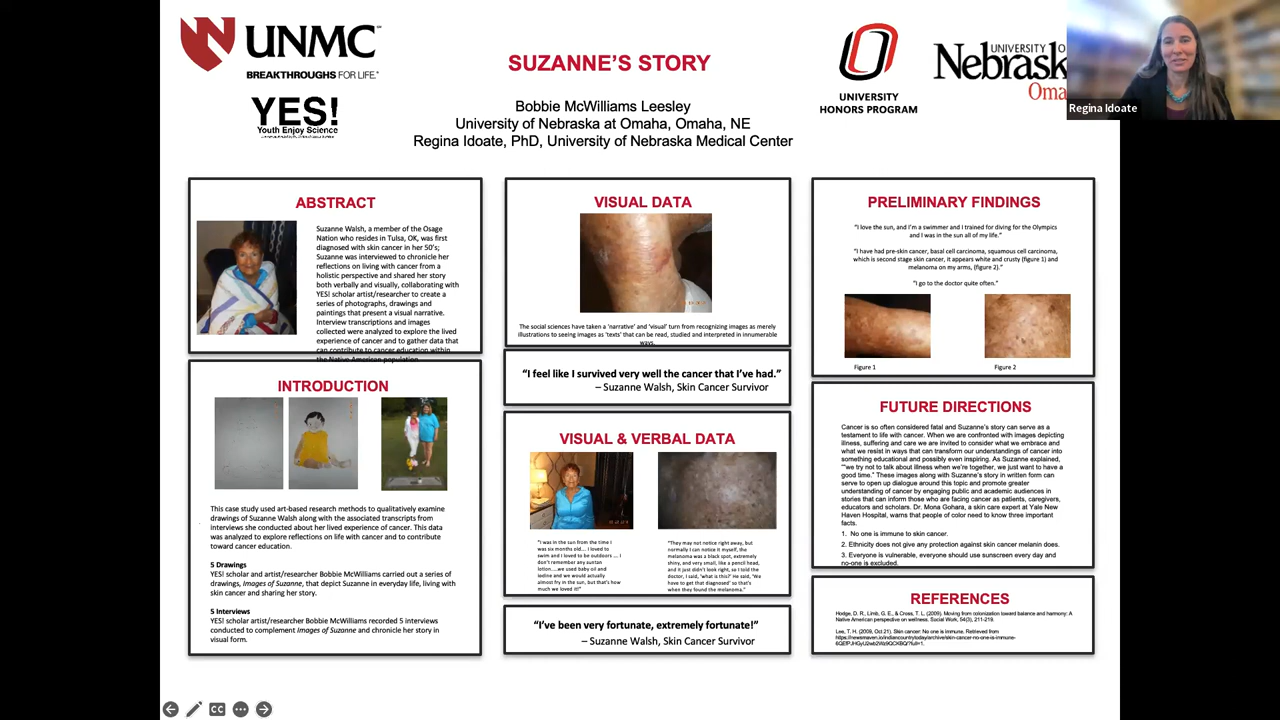 UNMC
BREAKTHROUGHS FOR LIFE.
YES!
Youth Enjoy Science
SUZANNE'S STORY
Bobbie McWilliams Leesley
University of Nebraska at Omaha, Omaha, NE
Regina Idoate, PhD, University of Nebraska Medical Center
UNIVERSITY
HONORS PROGRAM
UNIVERSITY O
Nebrask
Oma
Regina Idoate
ABSTRACT
Suzanne Walsh, a member of the Osage
Nation who resides in Tulsa, OK, was first
diagnosed with skin cancer in her 50's;
Suzanne was interviewed to chronicle her
reflections on living with cancer from a
holistic perspective and shared her story
both verbally and visually, collaborating with
YES! scholar artist/researcher to create a
series of photographs, drawings and
paintings that present a visual narrative.
Interview transcriptions and images
collected were analyzed to explore the lived
experience of cancer and to gather data that
can contribute to cancer education within
the Native American population.
INTRODUCTION
This case study used art-based research methods to qualitatively examine
drawings of Suzanne Walsh along with the associated transcripts from
interviews she conducted about her lived experience of cancer. This data
was analyzed to explore reflections on life with cancer and to contribute
toward cancer education.
5 Drawings
YES! scholar and artist/researcher Bobbie McWilliams carried out a series of
drawings, Images of Suzanne, that depict Suzanne in everyday life, living with
skin cancer and sharing her story.
5 Interviews
YES! scholar artist/researcher Bobbie McWilliams recorded 5 interviews
conducted to complement Images of Suzanne and chronicle her story in
visual form.
VISUAL DATA
The social sciences have taken a 'narrative' and 'visual' turn from recognizing images as merely
illustrations to seeing images as 'texts' that can be read, studied and interpreted in innumerable
ways.
“I feel like I survived very well the cancer that I've had.”
– Suzanne Walsh, Skin Cancer Survivor
VISUAL & VERBAL DATA
“I was in the sun from the time I
was six months old.... I loved to
swim and I loved to be outdoors ... I
don't remember any suntan
lotion....we used baby oil and
iodine and we would actually
almost fry in the sun, but that's how
much we loved it!”
“They may not notice right away, but
normally I can notice it myself, the
melanoma was a black spot, extremely
shiny, and very small, like a pencil head,
and it just didn't look right, so I told the
doctor, I said, 'what is this?' He said, 'We
have to get that diagnosed' so that's
when they found the melanoma.”
“I've been very fortunate, extremely fortunate!”
– Suzanne Walsh, Skin Cancer Survivor
PRELIMINARY FINDINGS
“I love the sun, and I'm a swimmer and I trained for diving for the Olympics
and I was in the sun all of my life.”
“I have had pre-skin cancer, basal cell carcinoma, squamous cell carcinoma,
which is second stage skin cancer, it appears white and crusty (figure 1) and
melanoma on my arms, (figure 2).”
“I go to the doctor quite often.”
Figure 1
Figure 2
FUTURE DIRECTIONS
Cancer is so often considered fatal and Suzanne's story can serve as a
testament to life with cancer. When we are confronted with images depicting
illness, suffering and care we are invited to consider what we embrace and
what we resist in ways that can transform our understandings of cancer into
something educational and possibly even inspiring. As Suzanne explained,
““we try not to talk about illness when we're together, we just want to have a
good time.” These images along with Suzanne's story in written form can
serve to open up dialogue around this topic and promote greater
understanding of cancer by engaging public and academic audiences in
stories that can inform those who are facing cancer as patients, caregivers,
educators and scholars. Dr. Mona Gohara, a skin care expert at Yale New
Haven Hospital, warns that people of color need to know three important
facts.
1. No one is immune to skin cancer.
2. Ethnicity does not give any protection against skin cancer melanin does.
3. Everyone is vulnerable, everyone should use sunscreen every day and
no-one is excluded.
REFERENCES
Hodge, D. R., Limb, G. E., & Cross, T. L. (2009). Moving from colonization toward balance and harmony: A
Native American perspective on wellness. Social Work, 54(3), 211-219.
Lee, T. H. (2009, Oct 21). Skin cancer: No one is immune. Retrieved from
CC